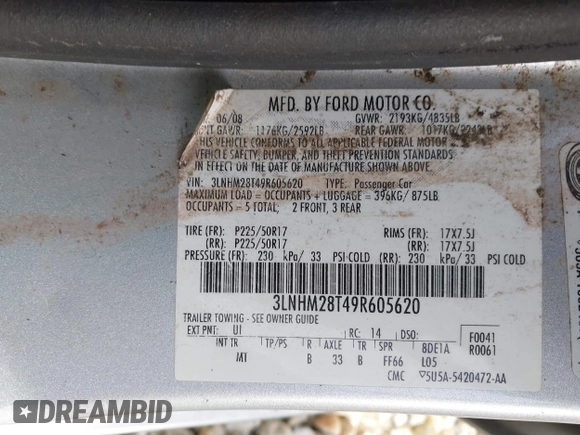 MFD. BY FORD MOTOR CO.
06/08 GVWR: 2193KG/4835LB
GAWR: 1176KG/2592LB REAR GAWR: 1017KG/2243LB
THIS VEHICLE CONFORMS TO ALL APPLICABLE FEDERAL MOTOR
VEHICLE SAFETY, BUMPER, AND THEFT PREVENTION STANDARDS
IN EFFECT ON THE DATE OF MANUFACTURE SHOWN ABOVE.
VIN: 3LNHM28T49R605620 TYPE: Passenger Car
MAXIMUM LOAD = OCCUPANTS + LUGGAGE = 396KG/ 875LB
OCCUPANTS = 5 TOTAL; 2 FRONT, 3 REAR
TIRE (FR): P225/50R17 RIMS (FR): 17X7.5J
(RR): P225/50R17 (RR): 17X7.5J
PRESSURE (FR): 230 kPa/ 33 PSI COLD (RR): 230 kPa/ 33 PSI COLD
3LNHM28T49R605620
TRAILER TOWING - SEE OWNER GUIDE
EXT PNT: UI RC: 14 DSO: F0041
INT TR TP/PS R AXLE TR SPR BDE1A R0061
MT B 33 B FF66 L05
CMC ▽5U5A-5420472-AA
DREAMBID